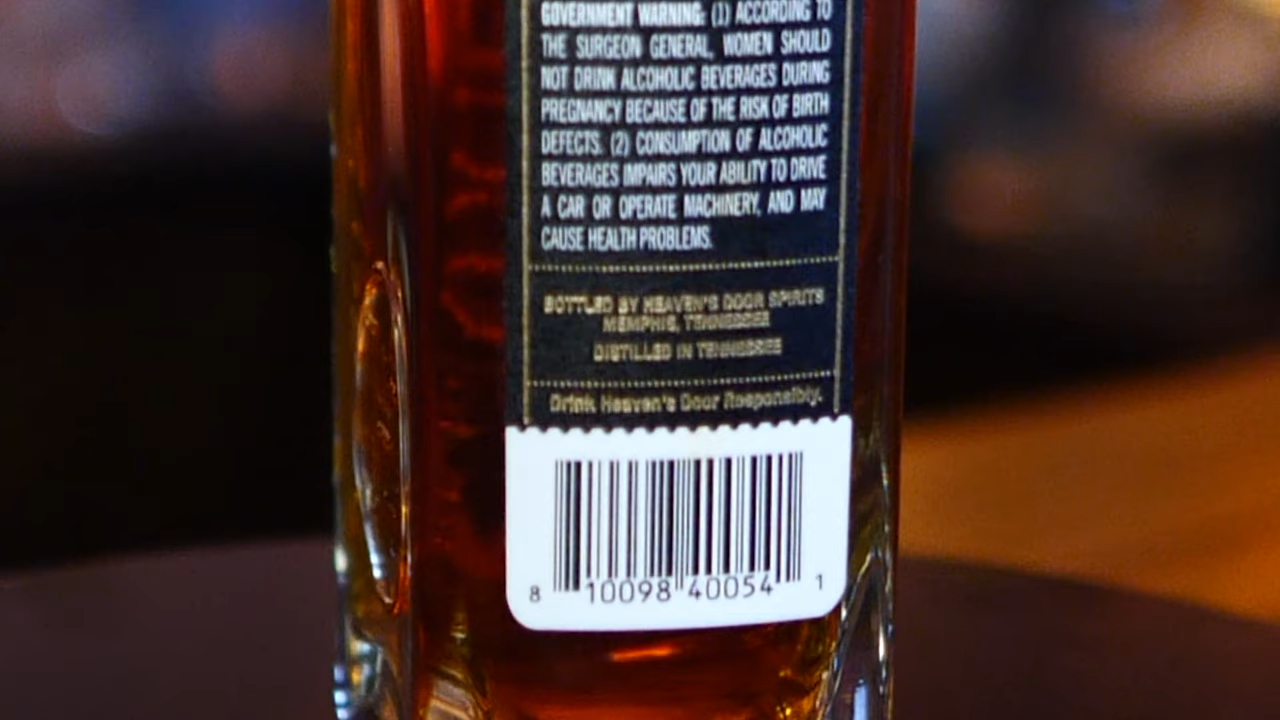 GOVERNMENT WARNING: (1) ACCORDING TO
THE SURGEON GENERAL, WOMEN SHOULD
NOT DRINK ALCOHOLIC BEVERAGES DURING
PREGNANCY BECAUSE OF THE RISK OF BIRTH
DEFECTS. (2) CONSUMPTION OF ALCOHOLIC
BEVERAGES IMPAIRS YOUR ABILITY TO DRIVE
A CAR OR OPERATE MACHINERY, AND MAY
CAUSE HEALTH PROBLEMS.
BOTTLED BY HEAVEN'S DOOR SPIRITS
MEMPHIS, TENNESSEE
DISTILLED IN TENNESSEE
Drink Heaven's Door Responsibly.
8 10098 40054 1